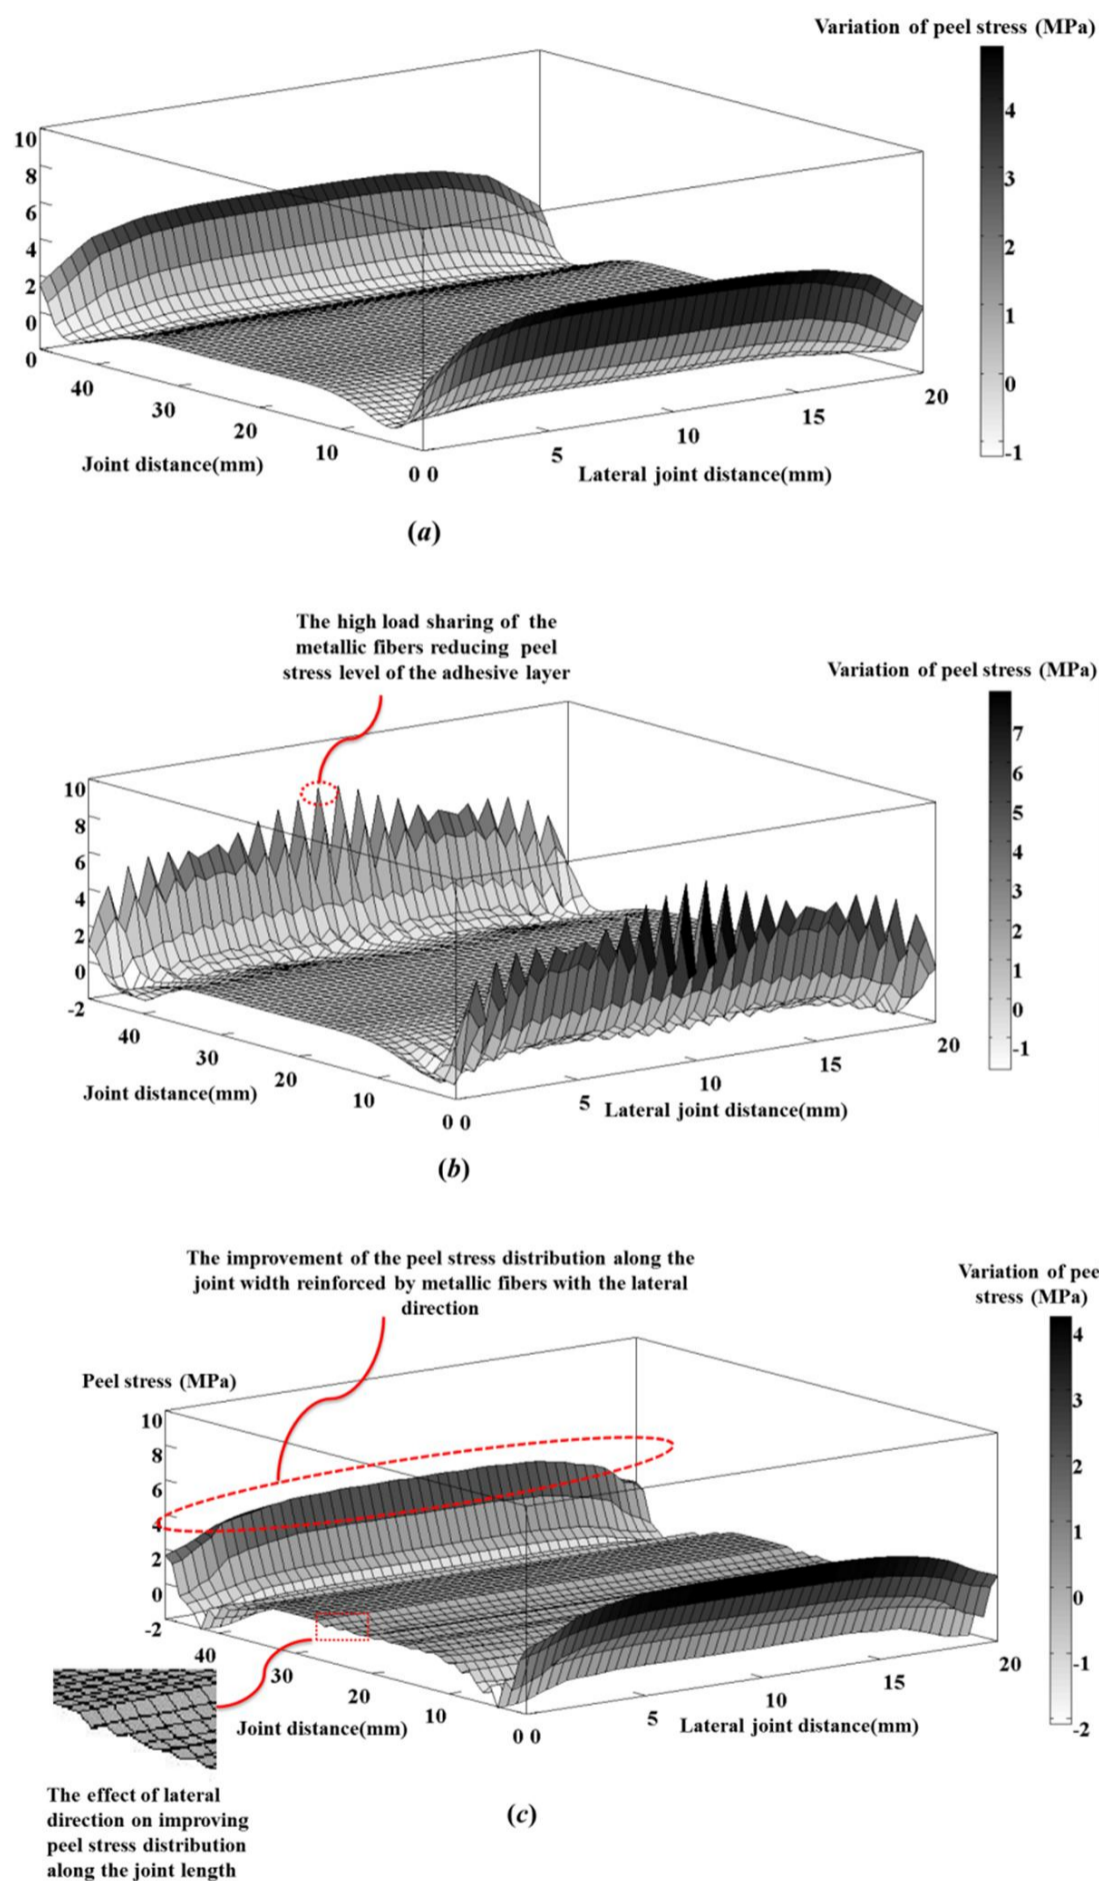 Variation of peel stress (MPa)
10
8
6
4
2
0
0
40
30
20
10
0 0
5
10
15
20
Joint distance(mm)
Lateral joint distance(mm)
4
3
2
1
0
-1
(a)
The high load sharing of the
metallic fibers reducing peel
stress level of the adhesive layer
Variation of peel stress (MPa)
10
8
6
4
2
0
-2
40
30
20
10
0 0
5
10
15
20
Joint distance(mm)
Lateral joint distance(mm)
7
6
5
4
3
2
1
0
-1
(b)
The improvement of the peel stress distribution along the
joint width reinforced by metallic fibers with the lateral
direction
Variation of pee
stress (MPa)
Peel stress (MPa)
10
8
6
4
2
0
-2
40
30
20
10
0 0
5
10
15
20
Joint distance(mm)
Lateral joint distance(mm)
4
3
2
1
0
-1
-2
The effect of lateral
direction on improving
peel stress distribution
along the joint length
(c)